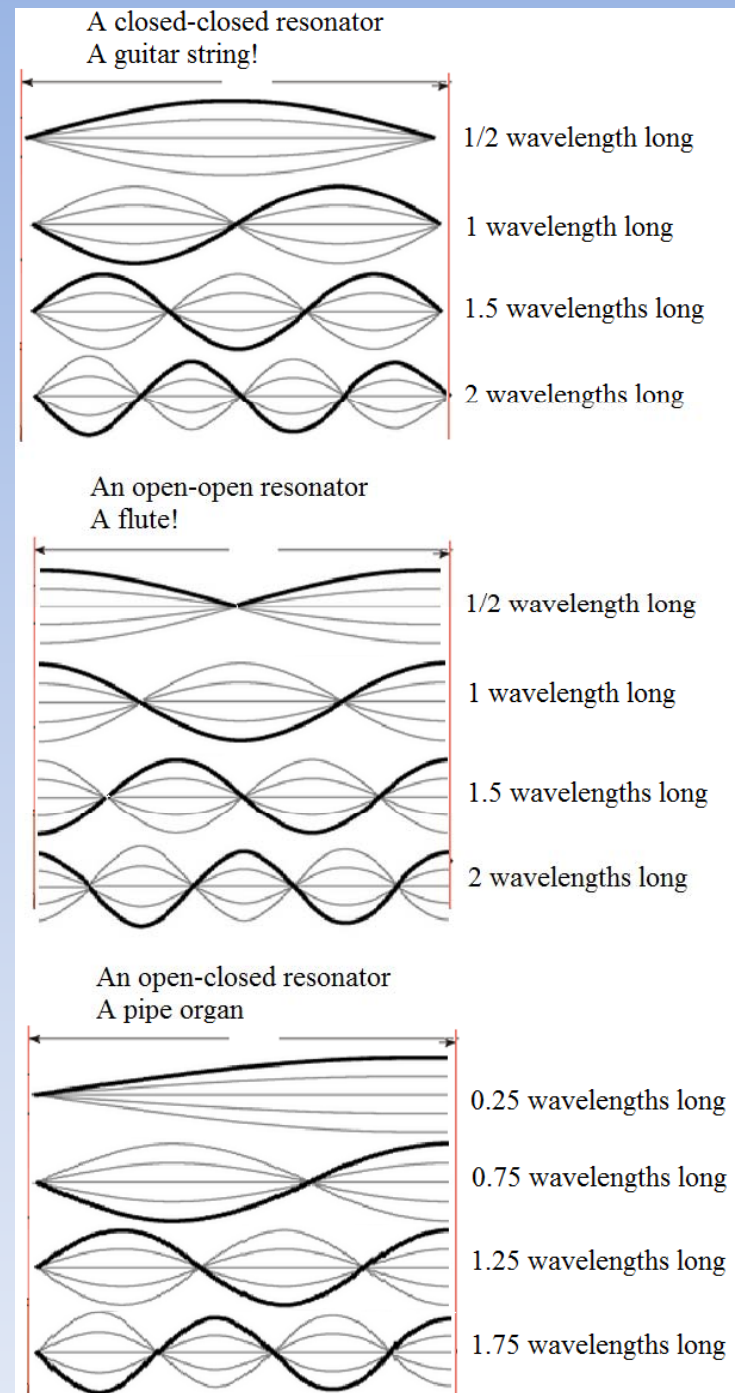 A closed-closed resonator
A guitar string!
1/2 wavelength long
1 wavelength long
1.5 wavelengths long
2 wavelengths long
An open-open resonator
A flute!
1/2 wavelength long
1 wavelength long
1.5 wavelengths long
2 wavelengths long
An open-closed resonator
A pipe organ
0.25 wavelengths long
0.75 wavelengths long
1.25 wavelengths long
1.75 wavelengths long